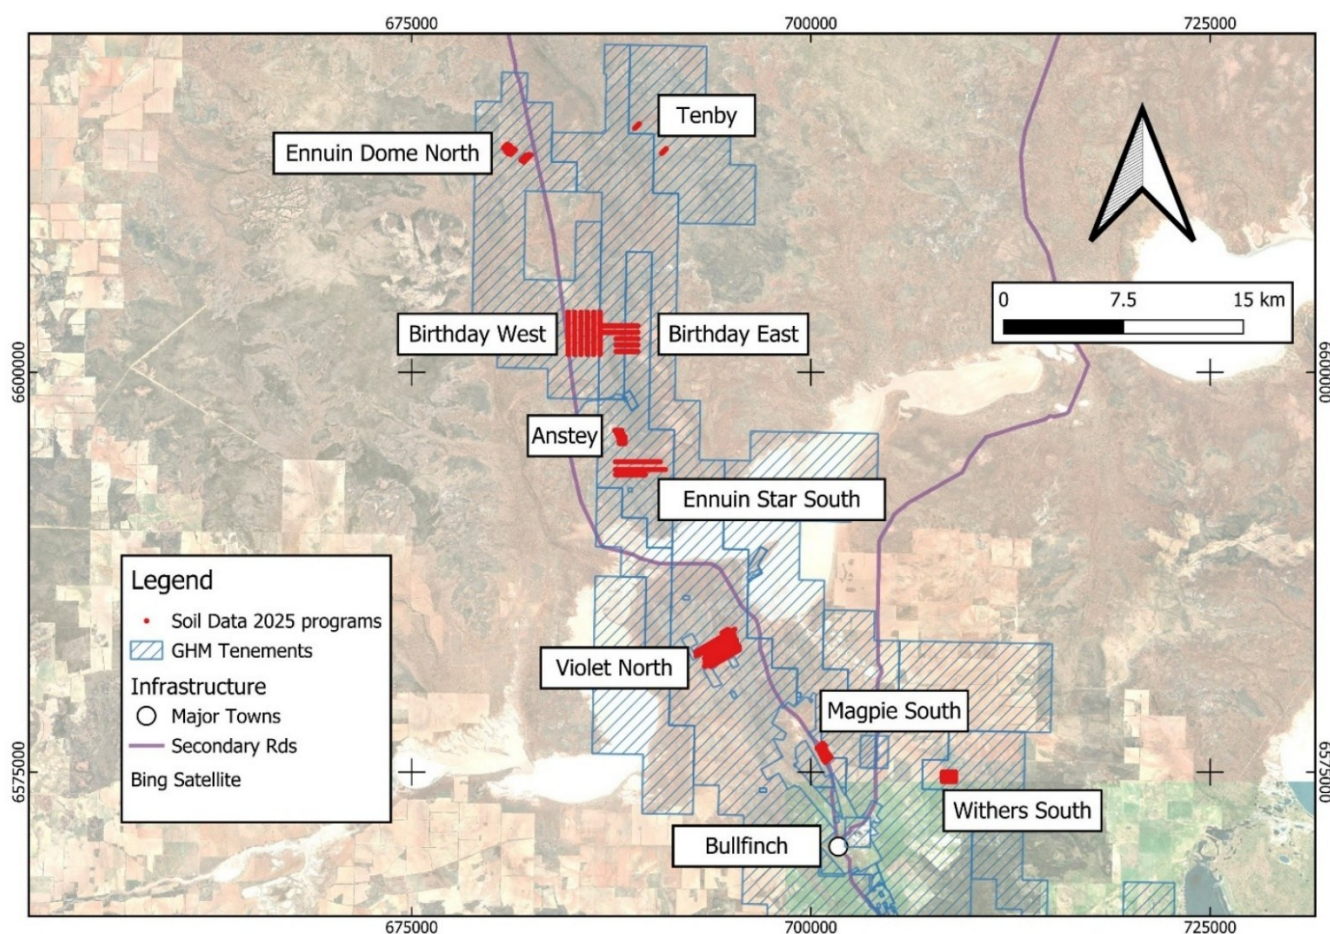 675000
700000
725000
Tenby
Ennuin Dome North
0 7.5 15 km
Birthday West
Birthday East
6600000
6600000
Anstey
Ennuin Star South
Legend
Soil Data 2025 programs
GHM Tenements
Infrastructure
Major Towns
Secondary Rds
Bing Satellite
Violet North
Magpie South
6575000
6575000
Withers South
Bullfinch
675000
700000
725000